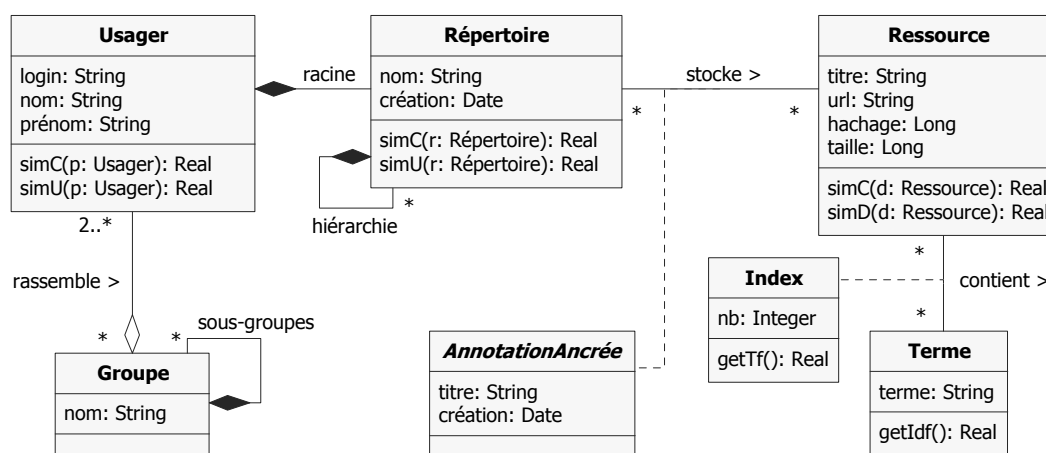 Usager
login: String
nom: String
prénom: String
simC(p: Usager): Real
simU(p: Usager): Real
racine
Répertoire
nom: String
création: Date
simC(r: Répertoire): Real
simU(r: Répertoire): Real
*
hiérarchie
stocke >
*
*
Ressource
titre: String
url: String
hachage: Long
taille: Long
simC(d: Ressource): Real
simD(d: Ressource): Real
2..*
rassemble >
*
*
sous-groupes
Groupe
nom: String
AnnotationAncrée
titre: String
création: Date
Index
nb: Integer
getTf(): Real
*
contient >
*
Terme
terme: String
getIdf(): Real